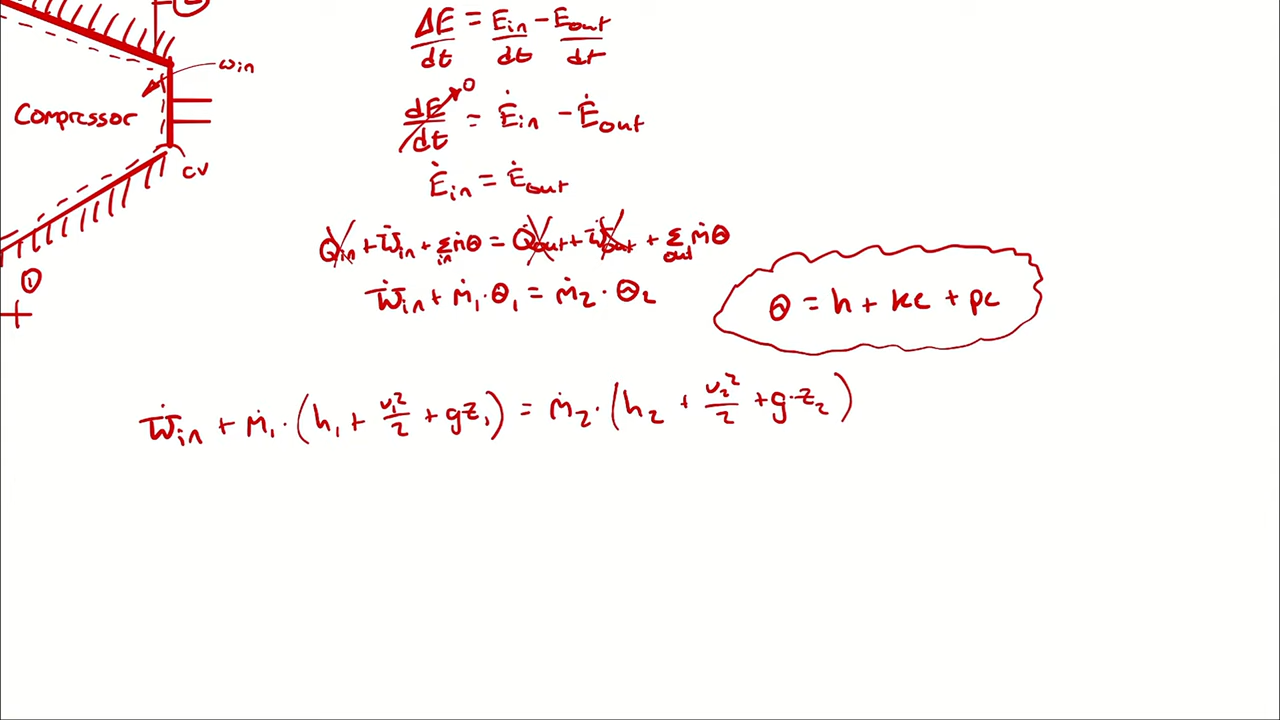 ②
ΔE/dt = Ein/dt − Eout/dt
win
Compressor
dE/dt → 0 = Ėin − Ėout
CV
Ėin = Ėout
Q̇in + Ẇin + Σin ṁθ = Q̇out + Ẇout + Σout ṁθ
①
Ẇin + ṁ₁ · θ₁ = ṁ₂ · θ₂
θ = h + ke + pe
Ẇin + ṁ₁ · (h₁ + v₁²/2 + gz₁) = ṁ₂ · (h₂ + v₂²/2 + g·z₂)